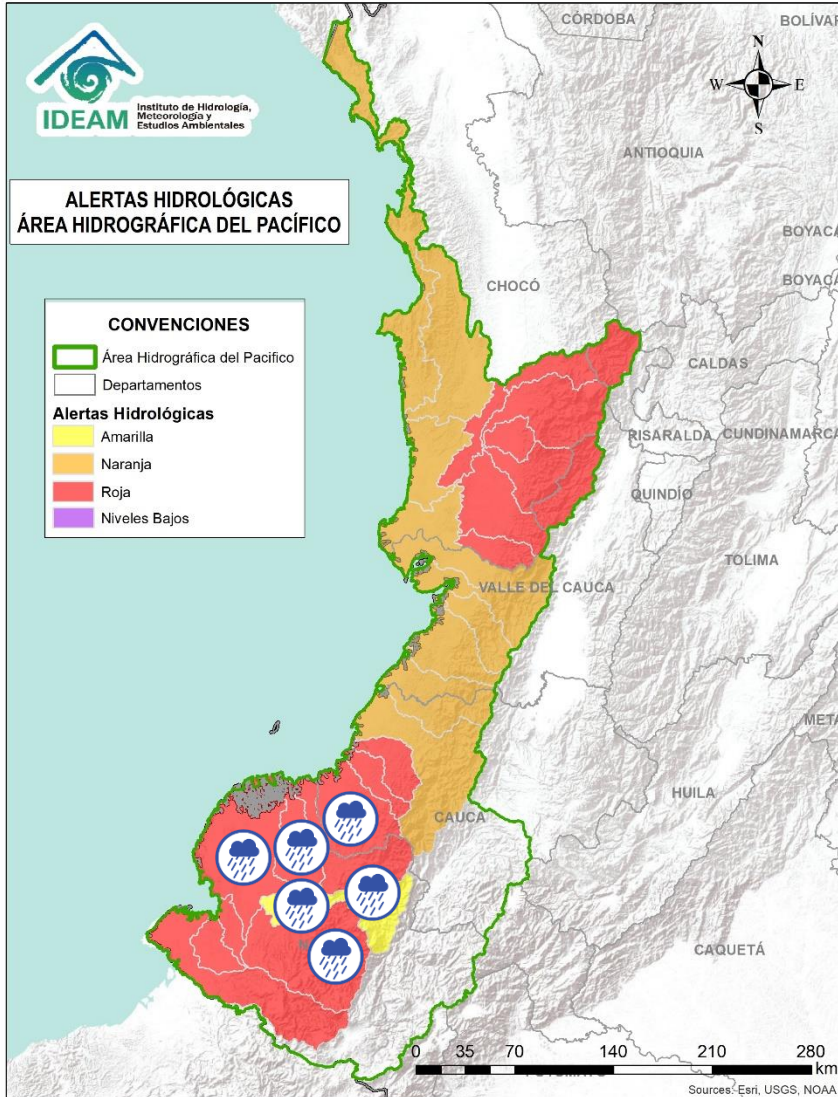 IDEAM
Instituto de Hidrología,
Meteorología y
Estudios Ambientales
ALERTAS HIDROLÓGICAS
ÁREA HIDROGRÁFICA DEL PACÍFICO
CONVENCIONES
Área Hidrográfica del Pacifico
Departamentos
Alertas Hidrológicas
Amarilla
Naranja
Roja
Niveles Bajos
N
W
E
S
CÓRDOBA
BOLÍVAR
ANTIOQUIA
BOYACÁ
BOYACÁ
CHOCÓ
CALDAS
RISARALDA
CUNDINAMARCA
QUINDÍO
TOLIMA
VALLE DEL CAUCA
META
HUILA
CAUCA
CAQUETÁ
0 35 70 140 210 280
km
Sources: Esri, USGS, NOAA